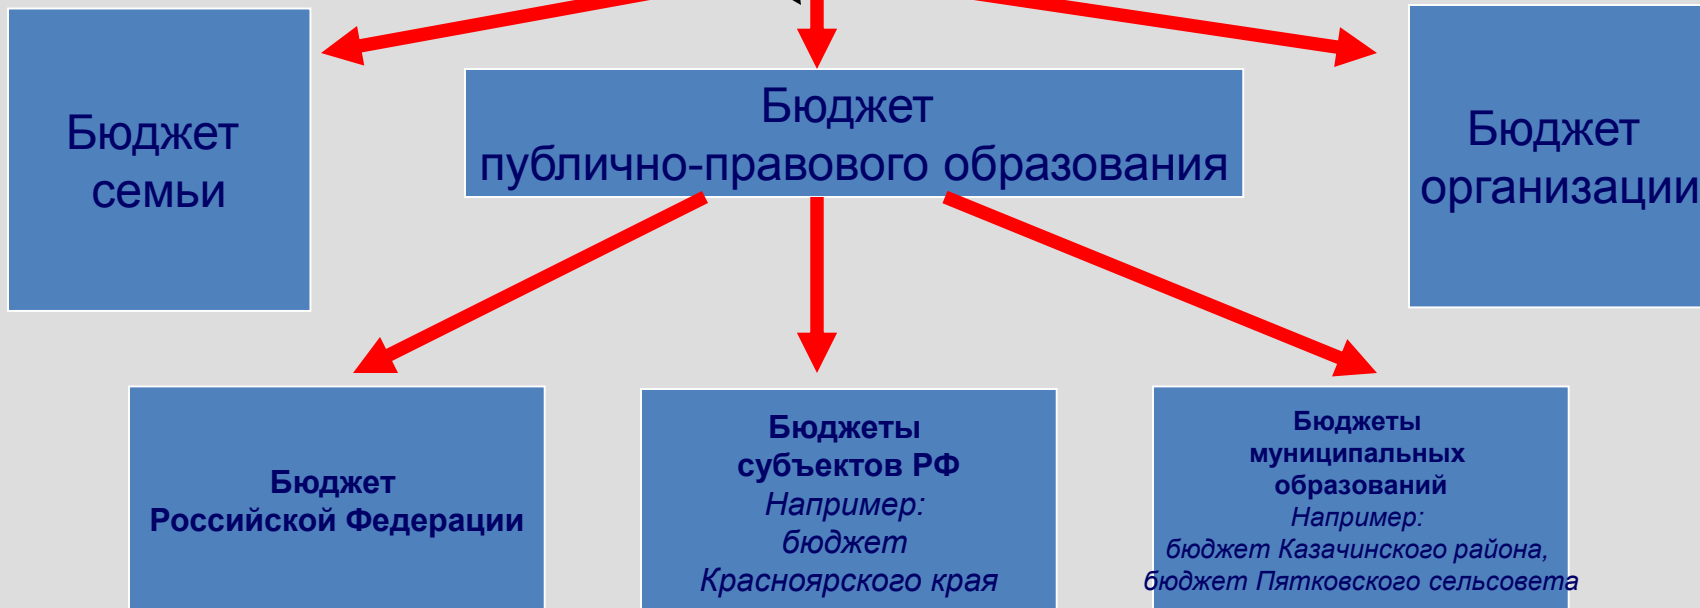 Бюджет
семьи
Бюджет
публично-правового образования
Бюджет
организации
Бюджет
Российской Федерации
Бюджеты
субъектов РФ
Например:
бюджет
Красноярского края
Бюджеты
муниципальных
образований
Например:
бюджет Казачинского района,
бюджет Пятковского сельсовета